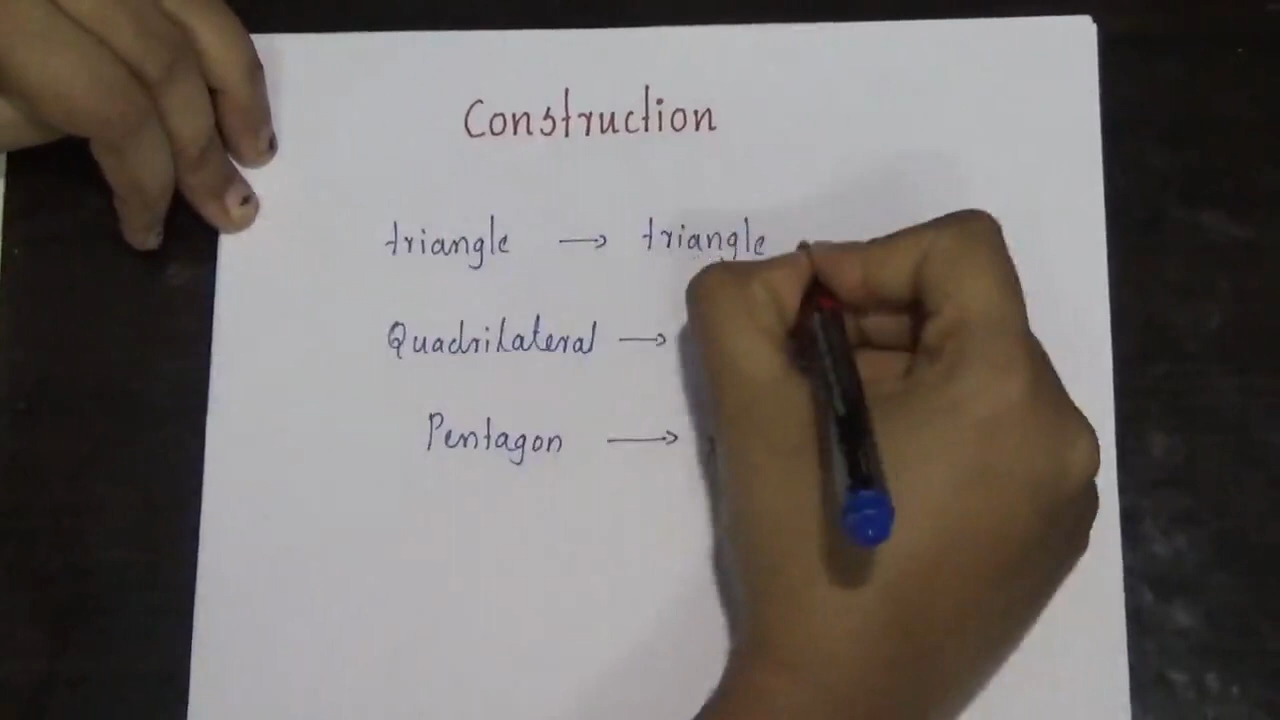 Construction
triangle → triangle
Quadrilateral →
Pentagon →